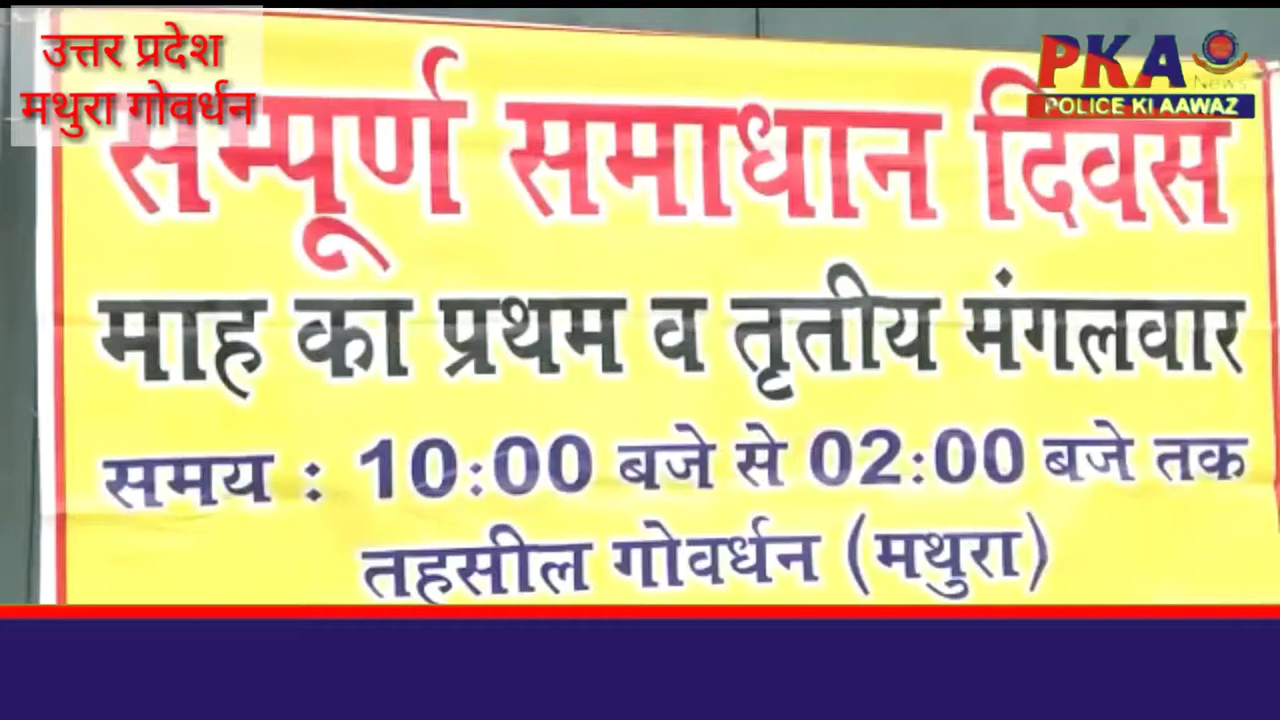 उत्तर प्रदेश
मथुरा गोवर्धन
PKA
News
POLICE KI AAWAZ
सम्पूर्ण समाधान दिवस
माह का प्रथम व तृतीय मंगलवार
समय : 10:00 बजे से 02:00 बजे तक
तहसील गोवर्धन (मथुरा)